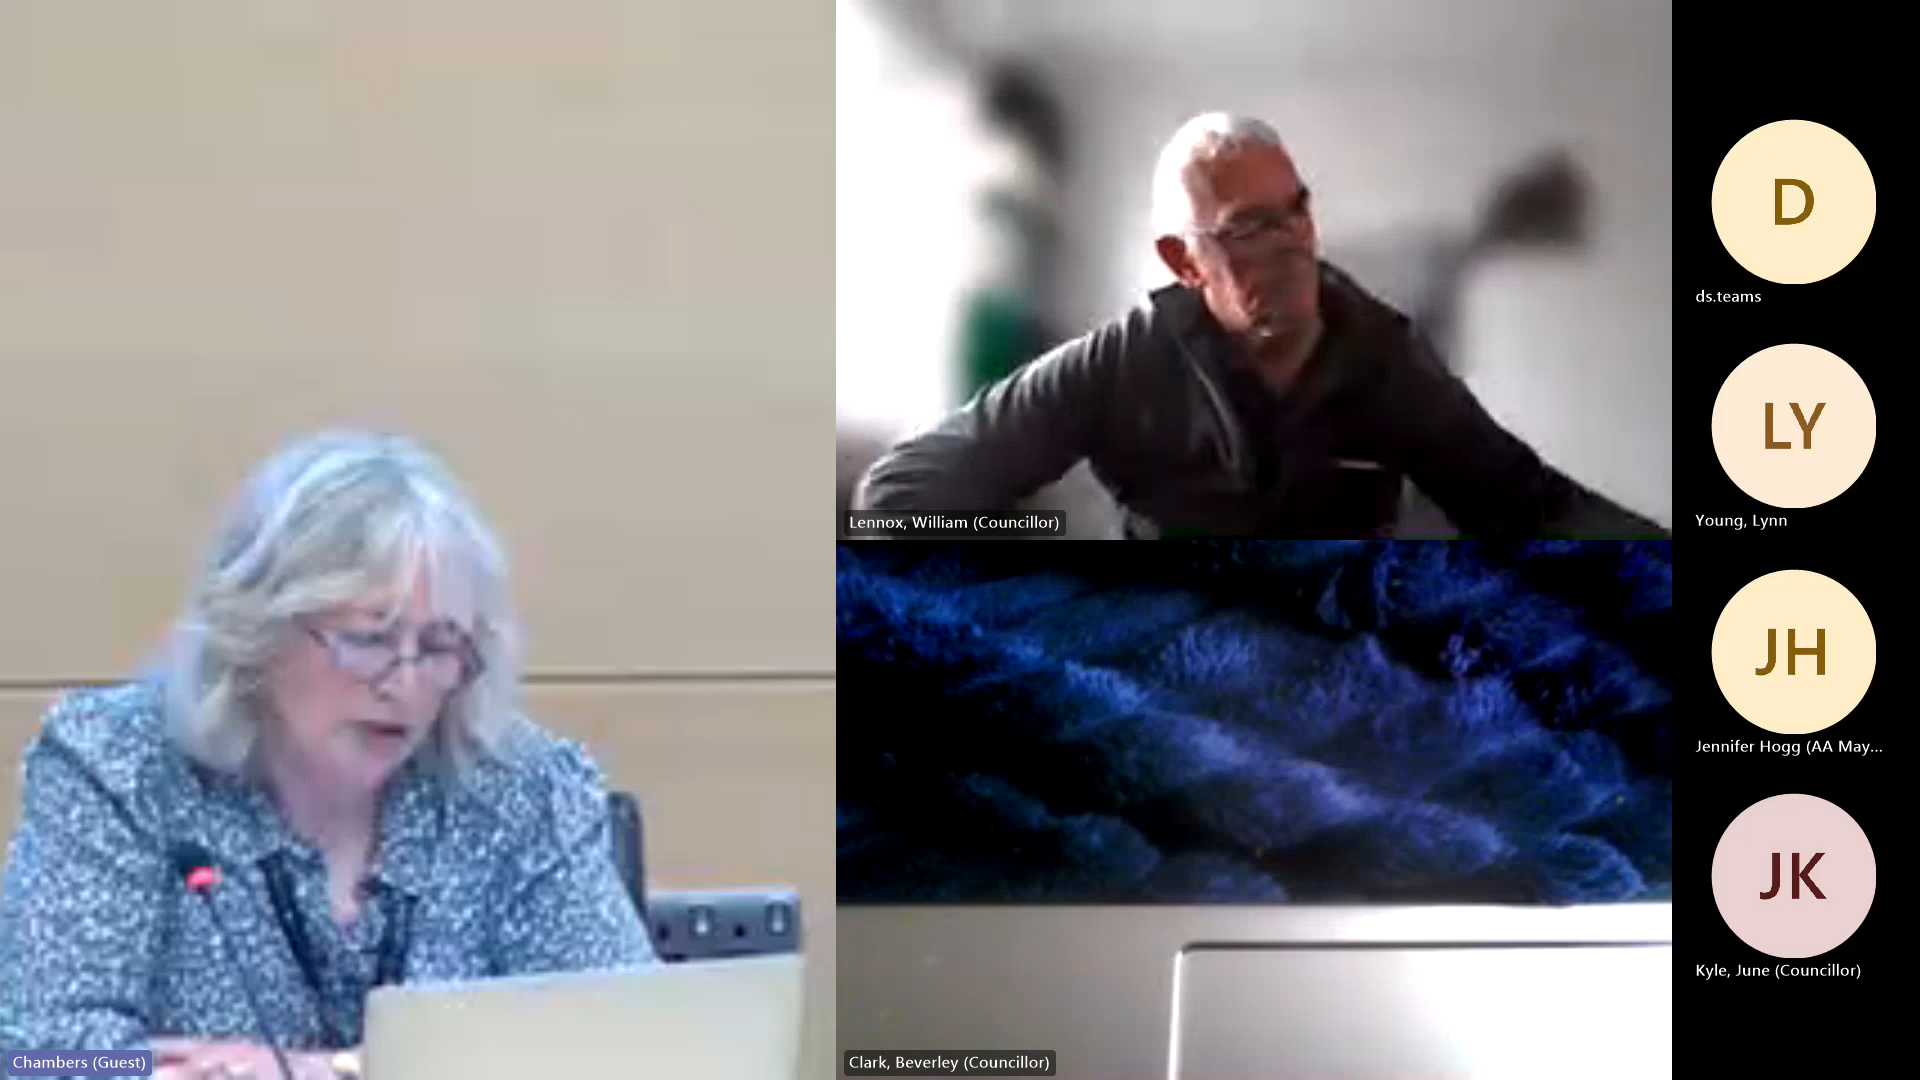 Chambers (Guest)
Lennox, William (Councillor)
Clark, Beverley (Councillor)
D
ds.teams
LY
Young, Lynn
JH
Jennifer Hogg (AA May...
JK
Kyle, June (Councillor)